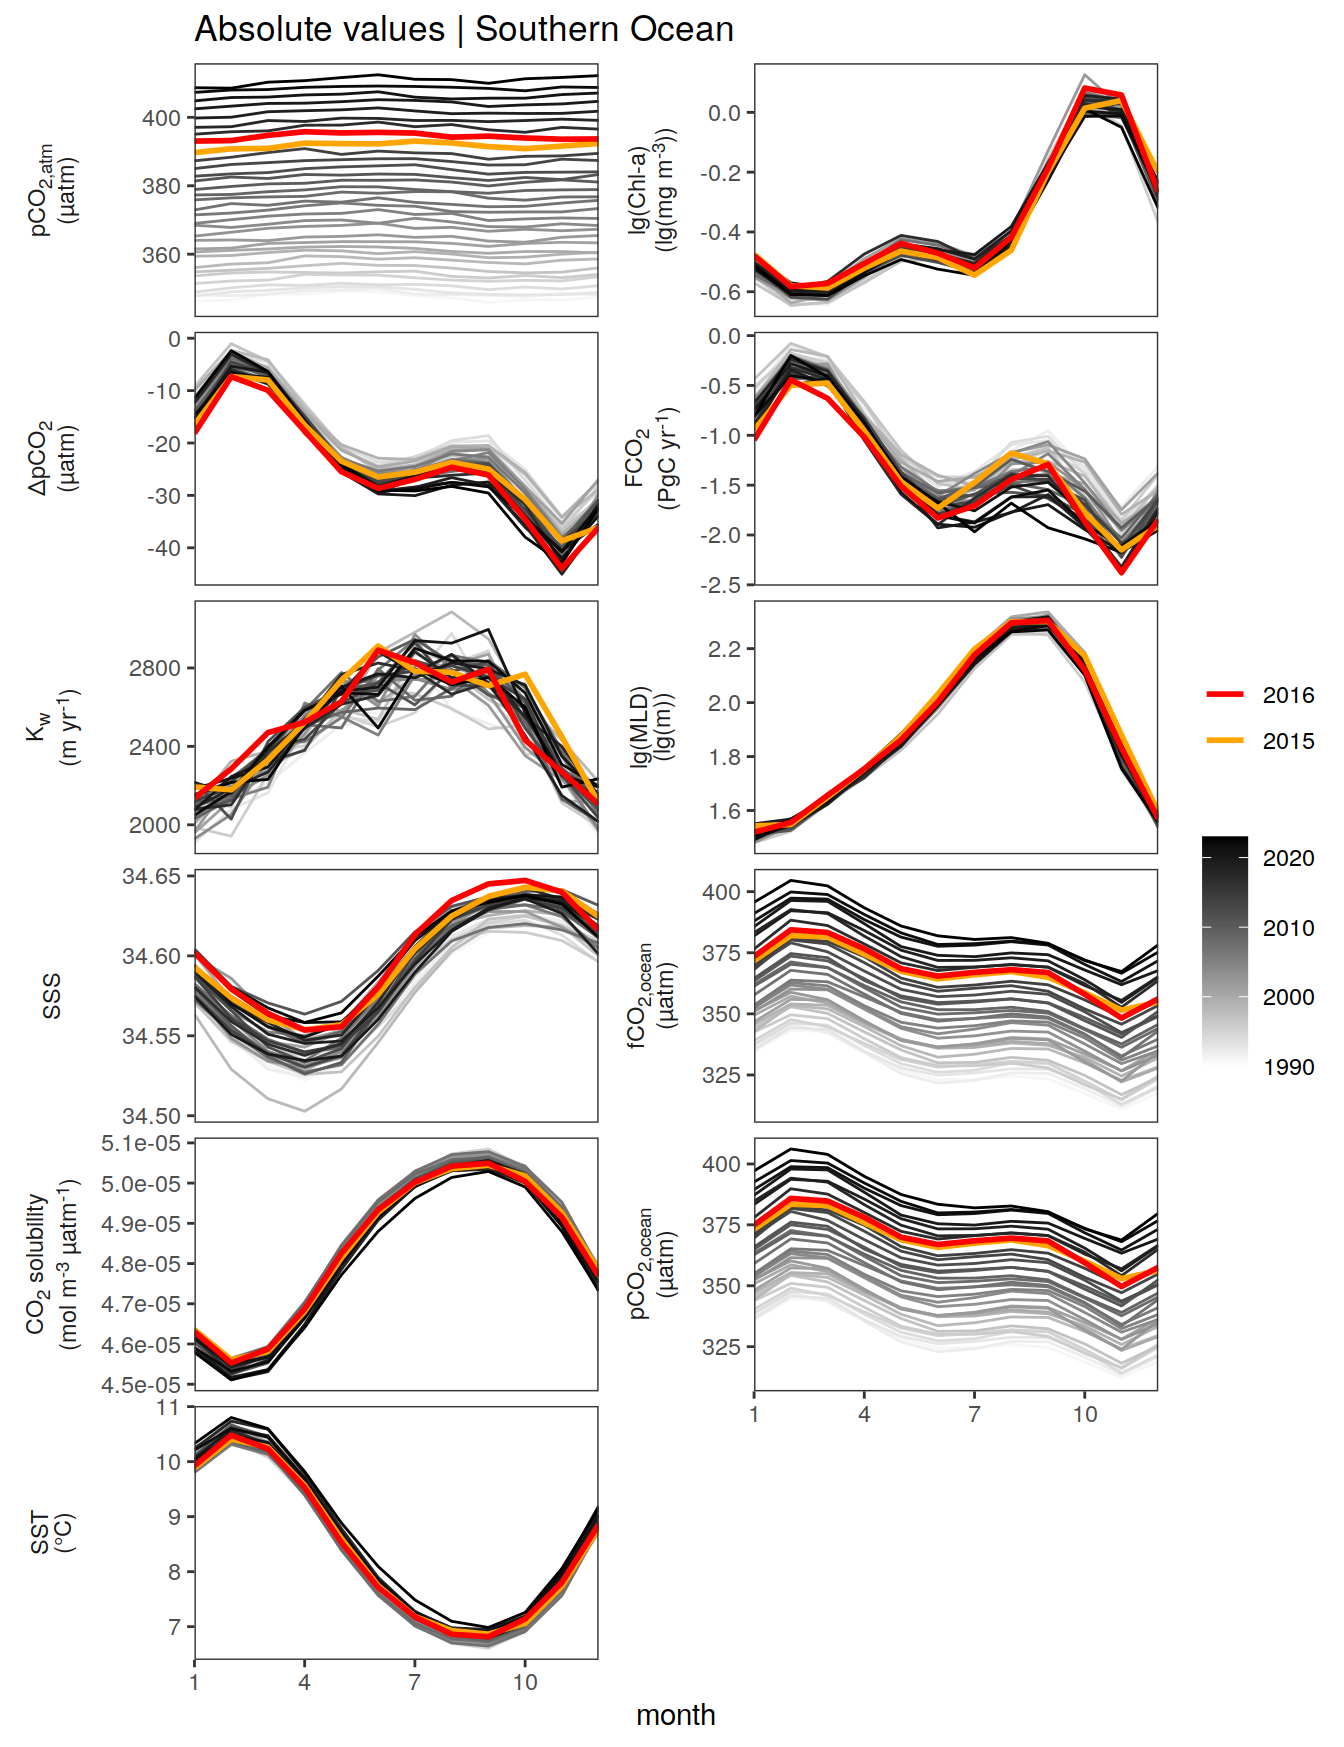 Absolute values | Southern Ocean
pCO2,atm
(µatm)
400
380
360
lg(Chl-a)
(lg(mg m-3))
0.0
-0.2
-0.4
-0.6
ΔpCO2
(µatm)
0
-10
-20
-30
-40
FCO2
(PgC yr-1)
0.0
-0.5
-1.0
-1.5
-2.0
-2.5
Kw
(m yr-1)
2800
2400
2000
lg(MLD)
(lg(m))
2.2
2.0
1.8
1.6
2016
2015
SSS
34.65
34.60
34.55
34.50
fCO2,ocean
(µatm)
400
375
350
325
2020
2010
2000
1990
CO2 solubility
(mol m-3 µatm-1)
5.1e-05
5.0e-05
4.9e-05
4.8e-05
4.7e-05
4.6e-05
4.5e-05
pCO2,ocean
(µatm)
400
375
350
325
1 4 7 10
SST
(°C)
11
10
9
8
7
1 4 7 10
month